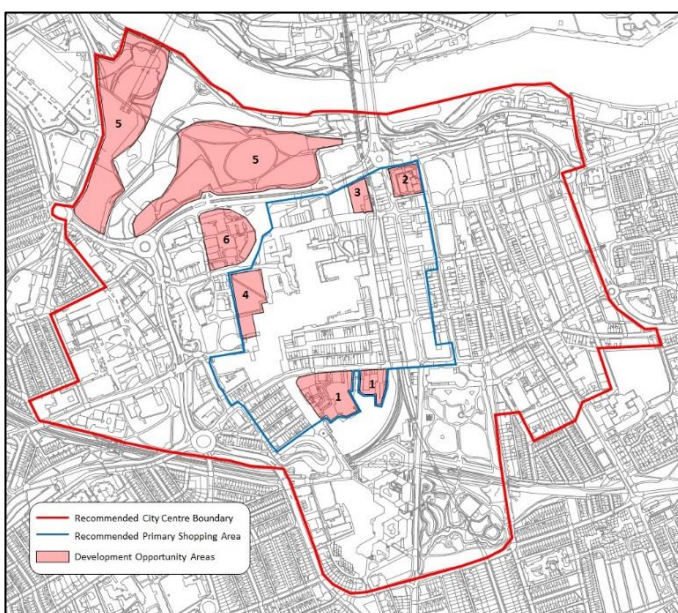 5
5
3
2
6
4
1
1
Recommended City Centre Boundary
Recommended Primary Shopping Area
Development Opportunity Areas